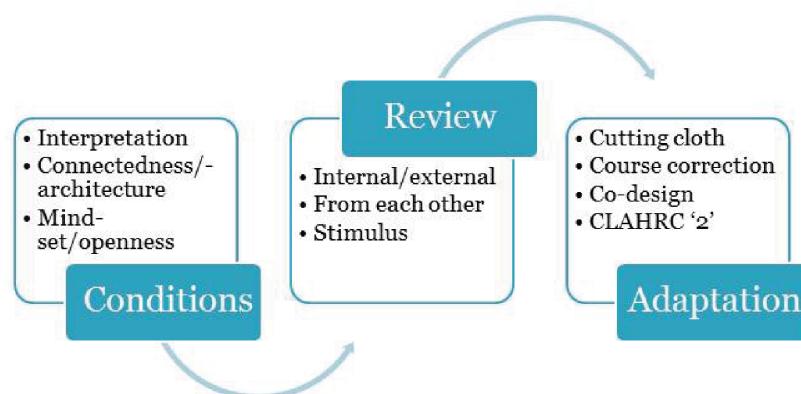 • Interpretation
• Connectedness/-
architecture
• Mind-
set/openness
Conditions
Review
• Internal/external
• From each other
• Stimulus
• Cutting cloth
• Course correction
• Co-design
• CLAHRC ‘2’
Adaptation